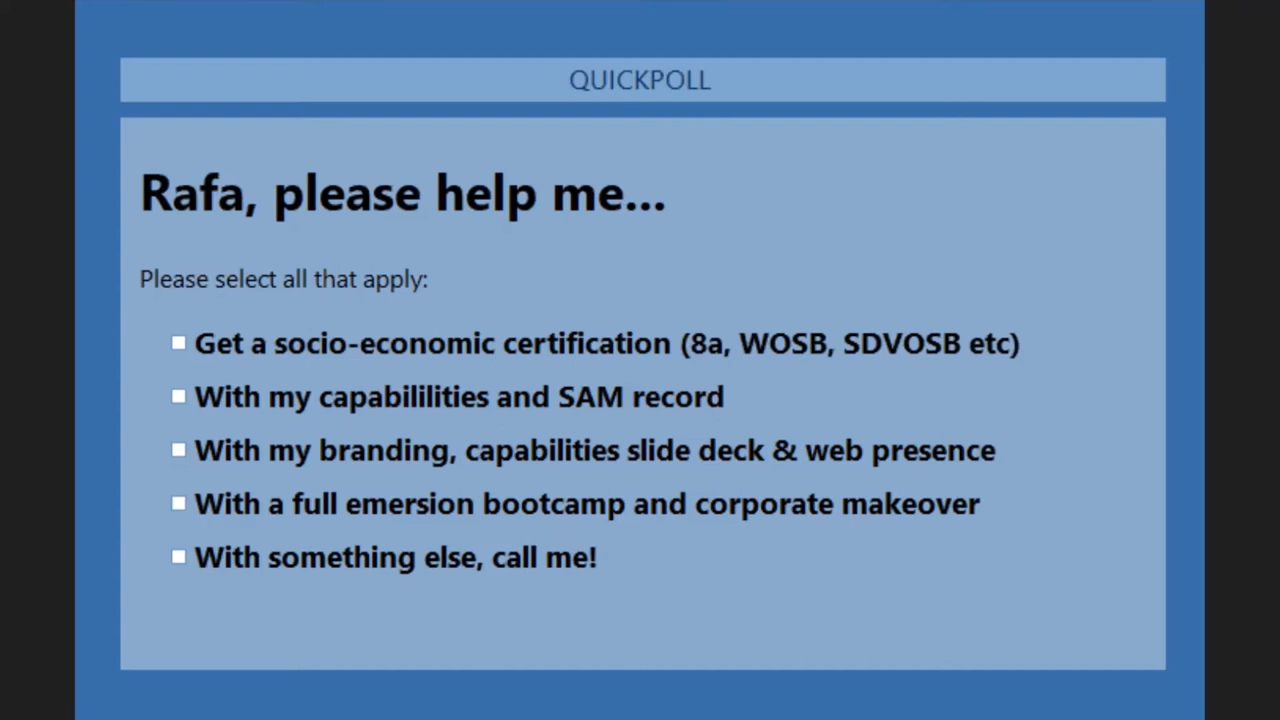 QUICKPOLL
Rafa, please help me...
Please select all that apply:
Get a socio-economic certification (8a, WOSB, SDVOSB etc)
With my capabililities and SAM record
With my branding, capabilities slide deck & web presence
With a full emersion bootcamp and corporate makeover
With something else, call me!